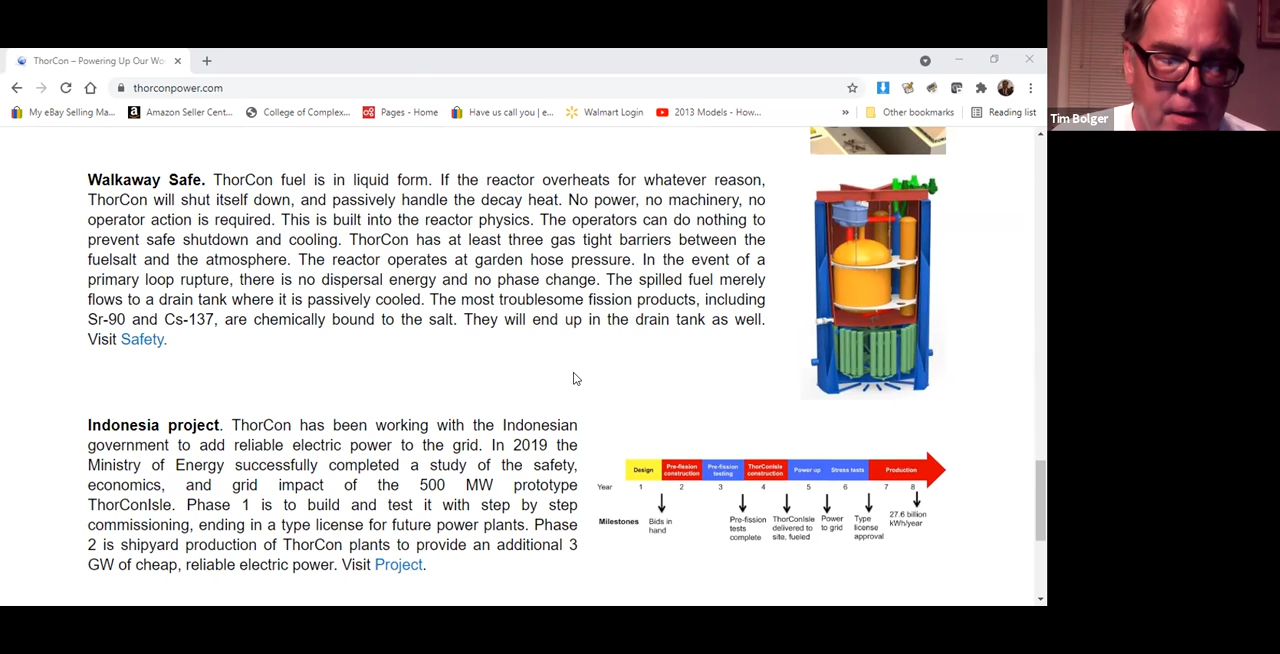 ThorCon – Powering Up Our Wo
thorconpower.com
My eBay Selling Ma...
Amazon Seller Cent...
College of Complex...
Pages - Home
Have us call you | e...
Walmart Login
2013 Models - How...
»
Other bookmarks
Reading list
Tim Bolger
Walkaway Safe. ThorCon fuel is in liquid form. If the reactor overheats for whatever reason,
ThorCon will shut itself down, and passively handle the decay heat. No power, no machinery, no
operator action is required. This is built into the reactor physics. The operators can do nothing to
prevent safe shutdown and cooling. ThorCon has at least three gas tight barriers between the
fuelsalt and the atmosphere. The reactor operates at garden hose pressure. In the event of a
primary loop rupture, there is no dispersal energy and no phase change. The spilled fuel merely
flows to a drain tank where it is passively cooled. The most troublesome fission products, including
Sr-90 and Cs-137, are chemically bound to the salt. They will end up in the drain tank as well.
Visit Safety.
Indonesia project. ThorCon has been working with the Indonesian
government to add reliable electric power to the grid. In 2019 the
Ministry of Energy successfully completed a study of the safety,
economics, and grid impact of the 500 MW prototype
ThorConIsle. Phase 1 is to build and test it with step by step
commissioning, ending in a type license for future power plants. Phase
2 is shipyard production of ThorCon plants to provide an additional 3
GW of cheap, reliable electric power. Visit Project.
Design
Pre-fission
construction
Pre-fission
testing
ThorConIsle
construction
Power up
Stress tests
Production
Year 1 2 3 4 5 6 7 8
Milestones
Bids in
hand
Pre-fission
tests
complete
ThorConIsle
delivered to
site, fueled
Power
to grid
Type
license
approval
27.6 billion
kWh/year